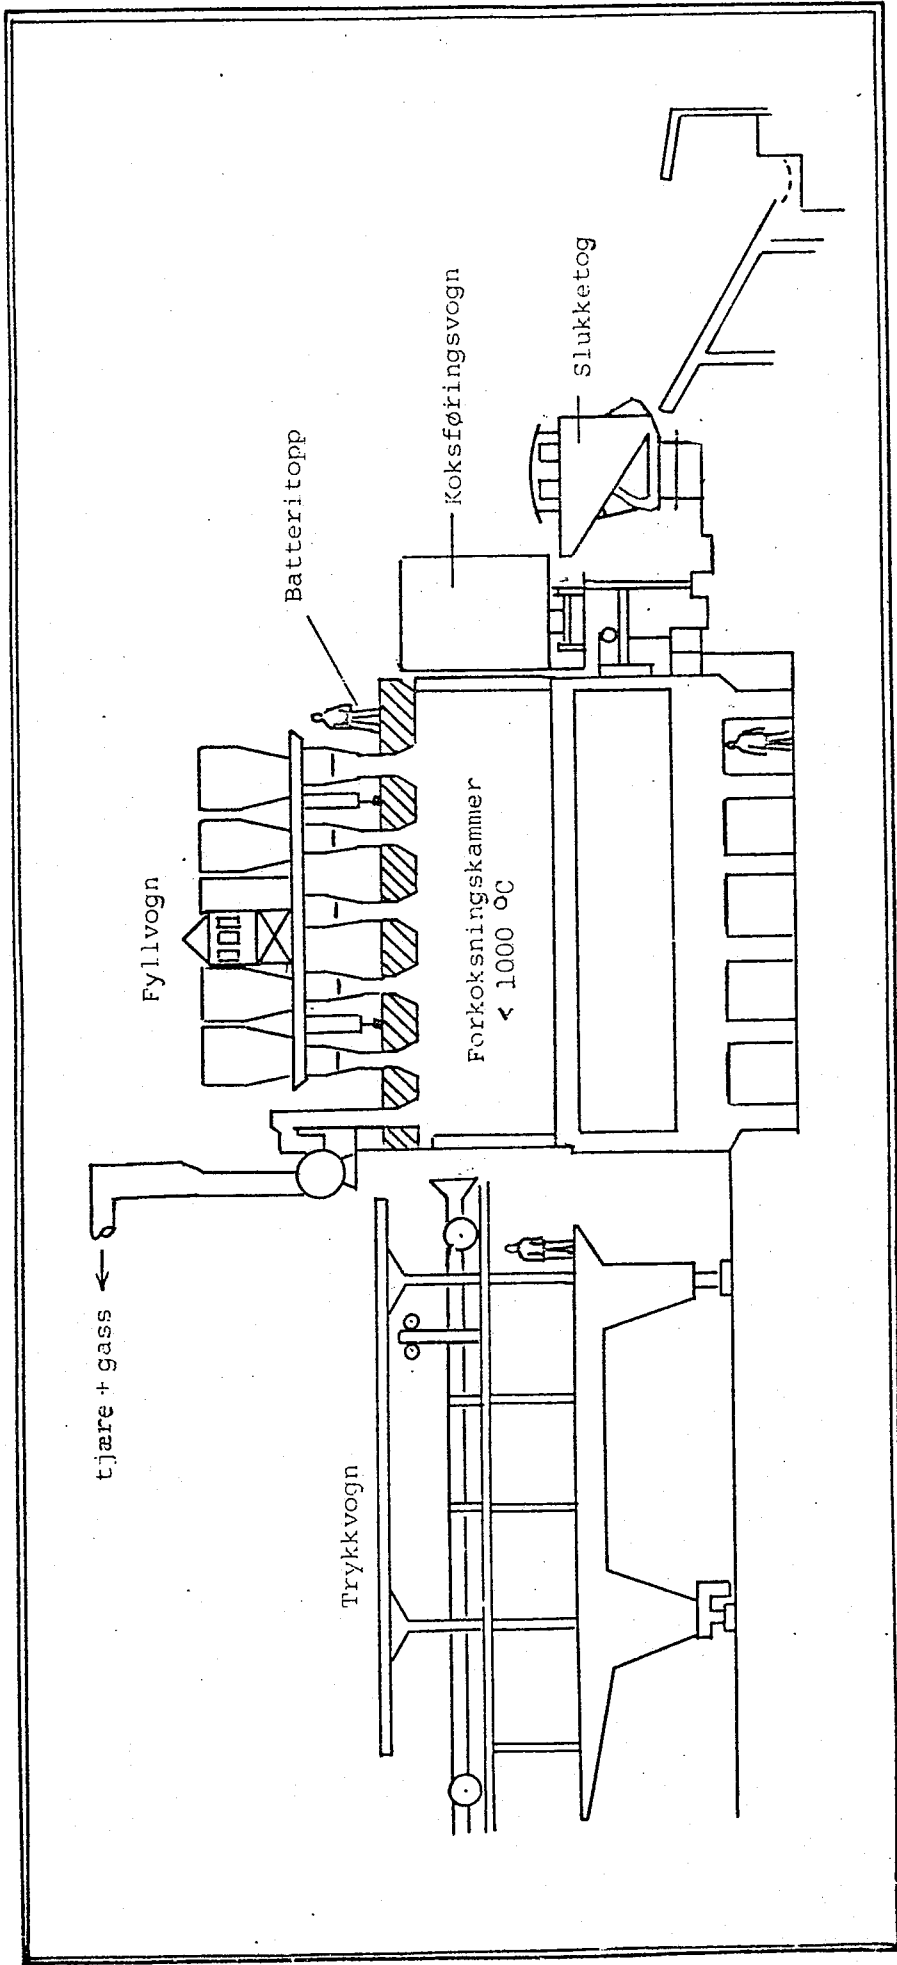 tjære + gass
Fyllvogn
Batteritopp
Koksføringsvogn
Slukketog
Trykkvogn
Forkoksningskammer
< 1000 °C